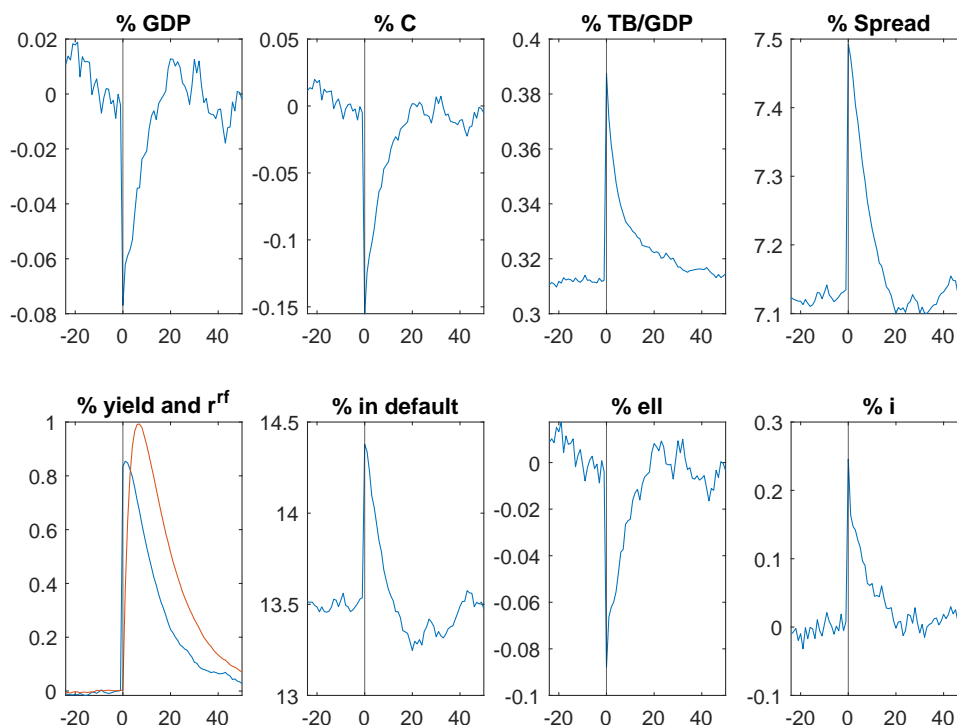 % GDP
0.02
0
-0.02
-0.04
-0.06
-0.08
-20 0 20 40
% C
0.05
0
-0.05
-0.1
-0.15
-20 0 20 40
% TB/GDP
0.4
0.38
0.36
0.34
0.32
0.3
-20 0 20 40
% Spread
7.5
7.4
7.3
7.2
7.1
-20 0 20 40
% yield and r^rf
1
0.8
0.6
0.4
0.2
0
-20 0 20 40
% in default
14.5
14
13.5
13
-20 0 20 40
% ell
0
-0.02
-0.04
-0.06
-0.08
-0.1
-20 0 20 40
% i
0.3
0.2
0.1
0
-0.1
-20 0 20 40